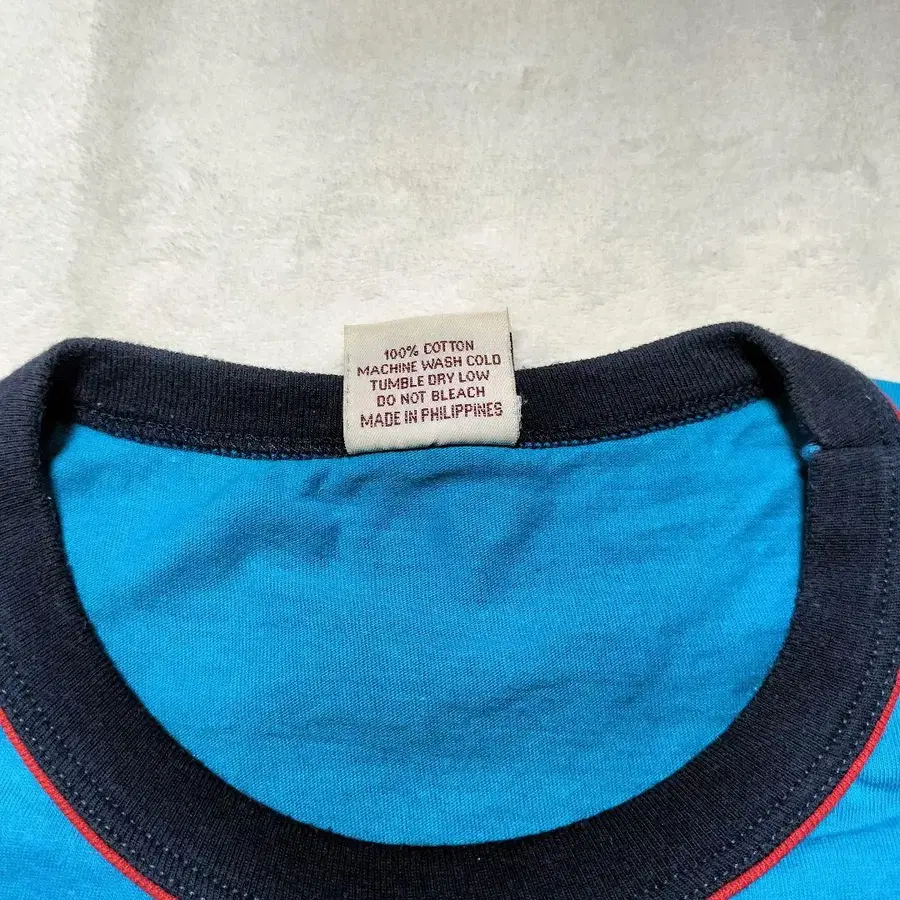 100% COTTON
MACHINE WASH COLD
TUMBLE DRY LOW
DO NOT BLEACH
MADE IN PHILIPPINES